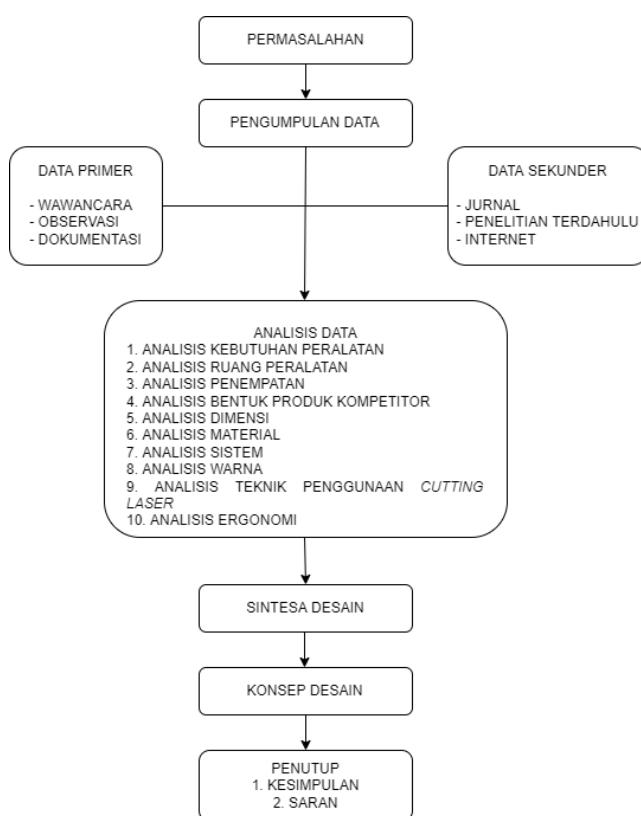 PERMASALAHAN
PENGUMPULAN DATA
DATA PRIMER
- WAWANCARA
- OBSERVASI
- DOKUMENTASI
DATA SEKUNDER
- JURNAL
- PENELITIAN TERDAHULU
- INTERNET
ANALISIS DATA
1. ANALISIS KEBUTUHAN PERALATAN
2. ANALISIS RUANG PERALATAN
3. ANALISIS PENEMPATAN
4. ANALISIS BENTUK PRODUK KOMPETITOR
5. ANALISIS DIMENSI
6. ANALISIS MATERIAL
7. ANALISIS SISTEM
8. ANALISIS WARNA
9. ANALISIS TEKNIK PENGGUNAAN CUTTING
LASER
10. ANALISIS ERGONOMI
SINTESA DESAIN
KONSEP DESAIN
PENUTUP
1. KESIMPULAN
2. SARAN